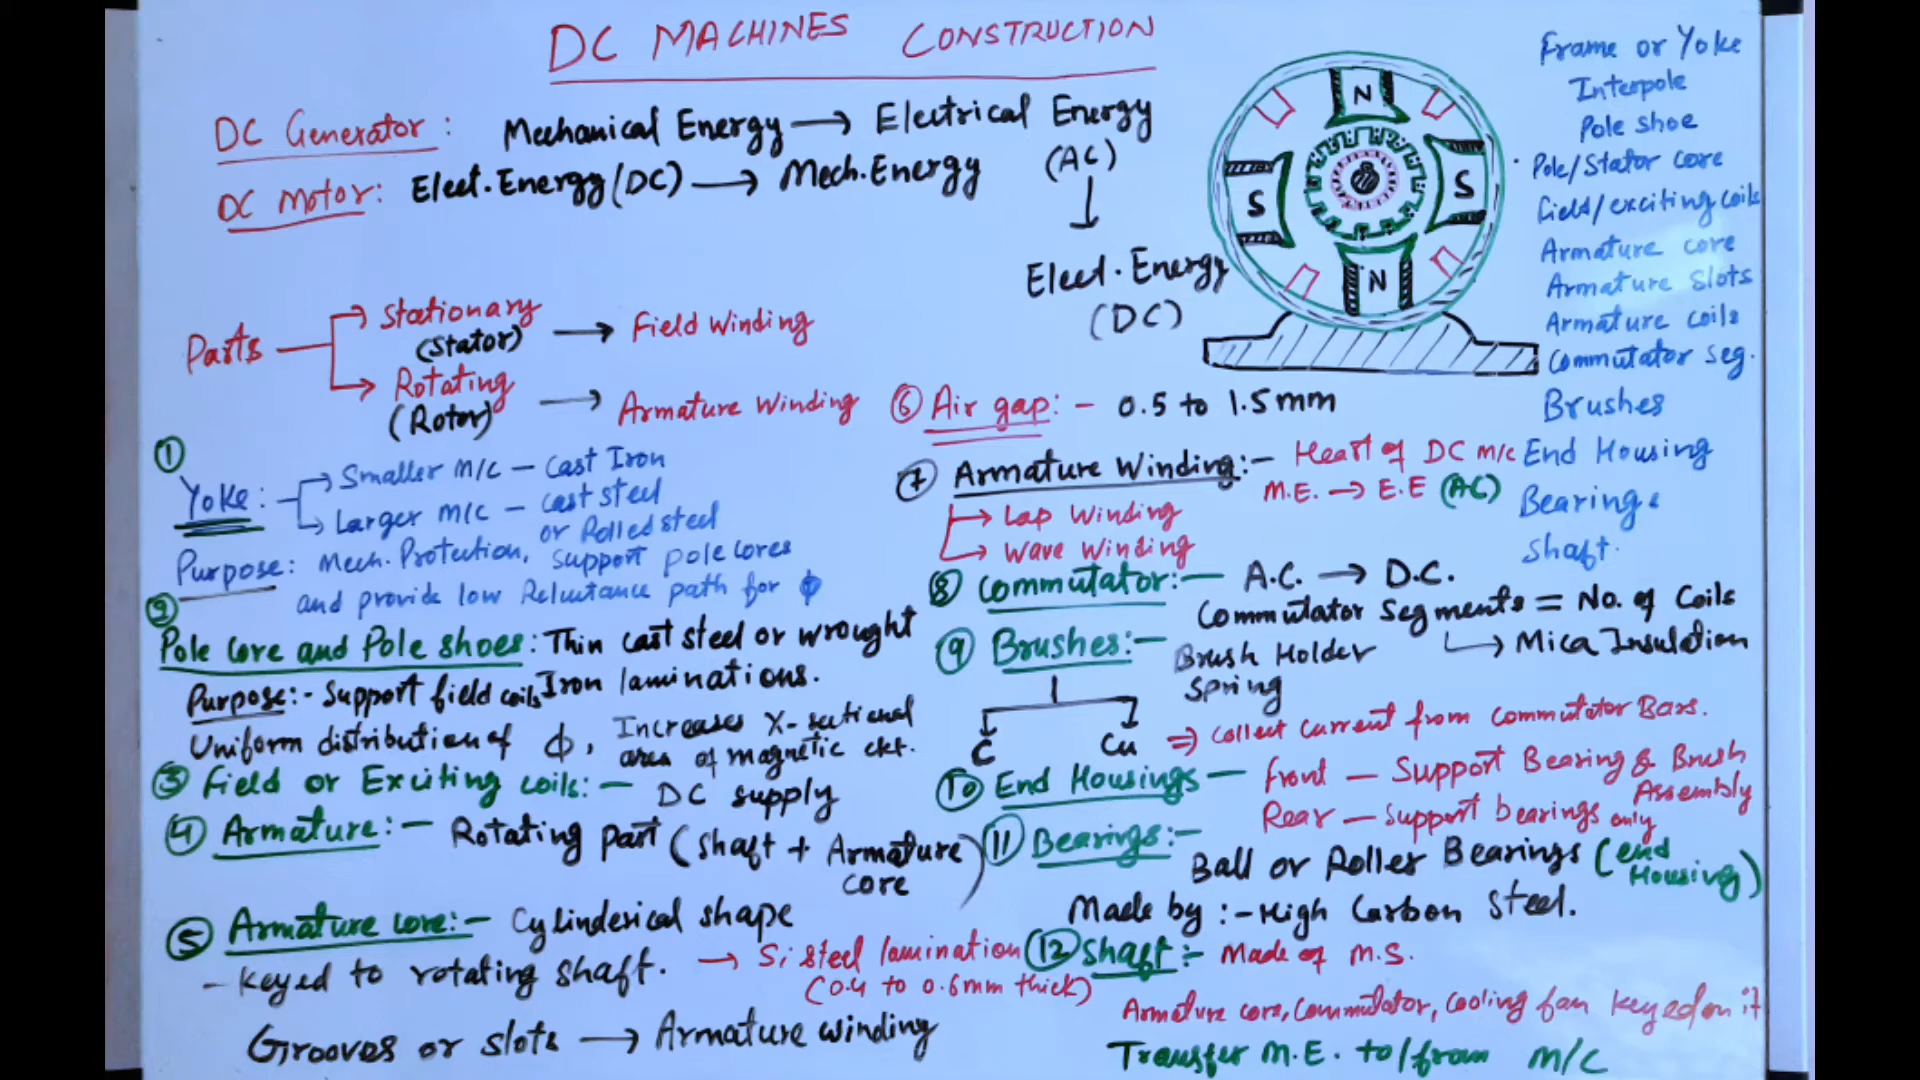 DC MACHINES CONSTRUCTION
DC Generator: Mechanical Energy → Electrical Energy
(AC)
↓
Elect. Energy
(DC)
DC Motor: Elect. Energy (DC) → Mech. Energy
Parts → Stationary (Stator) → Field Winding
→ Rotating (Rotor) → Armature Winding
① Yoke: → Smaller M/C - Cast Iron
→ Larger M/C - Cast steel
or Rolled steel
Purpose: Mech. Protection, support pole cores
and provide low Reluctance path for ϕ
② Pole core and Pole shoes: Thin cast steel or wrought
Iron laminations.
Purpose:- Support field coils
Uniform distribution of ϕ, Increases X-sectional
area of magnetic ckt.
③ Field or Exciting coils:- DC supply
④ Armature:- Rotating part (shaft + Armature
core)
⑤ Armature core:- Cylinderical shape
- Keyed to rotating shaft. → Si steel lamination
(0.4 to 0.6mm thick)
Grooves or slots → Armature winding
N
S
S
N
Frame or Yoke
Interpole
Pole shoe
Pole/Stator core
Field/exciting coils
Armature core
Armature slots
Armature coils
Commutator seg.
Brushes
End Housing
Bearing &
shaft.
⑥ Air gap:- 0.5 to 1.5mm
⑦ Armature Winding:- Heart of DC m/c
M.E. → E.E (AC)
→ Lap Winding
→ Wave Winding
⑧ Commutator:- A.C. → D.C.
Commutator Segments = No. of Coils
→ Mica Insulation
⑨ Brushes:- Brush Holder
Spring
C Cu ⇒ Collect current from Commutator Bars.
⑩ End Housings - Front - Support Bearing & Brush
Assembly
Rear - Support bearings only
⑪ Bearings:- Ball or Roller Bearings (end
Housing)
Made by:- High Carbon Steel.
⑫ Shaft:- Made of M.S.
Armature core, Commutator, Cooling fan keyed on it
Transfer M.E. to/from M/C